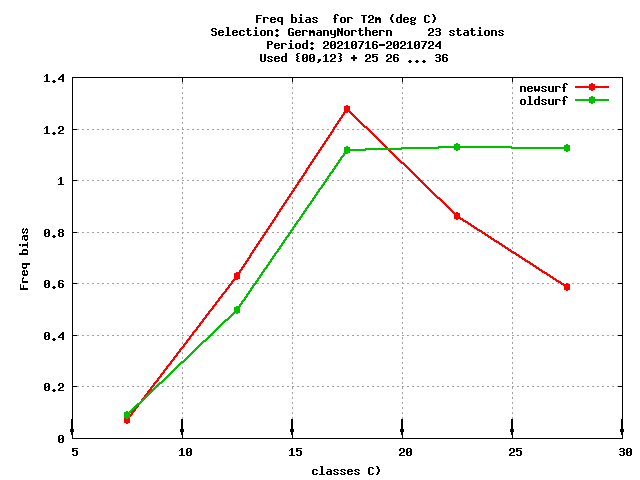 Freq bias  for T2m (deg C)
Selection: GermanyNorthern     23 stations
Period: 20210716-20210724
Used {00,12} + 25 26 ... 36
newsurf
oldsurf
1.4
1.2
1
0.8
0.6
0.4
0.2
0
Freq bias
5 10 15 20 25 30
classes C)